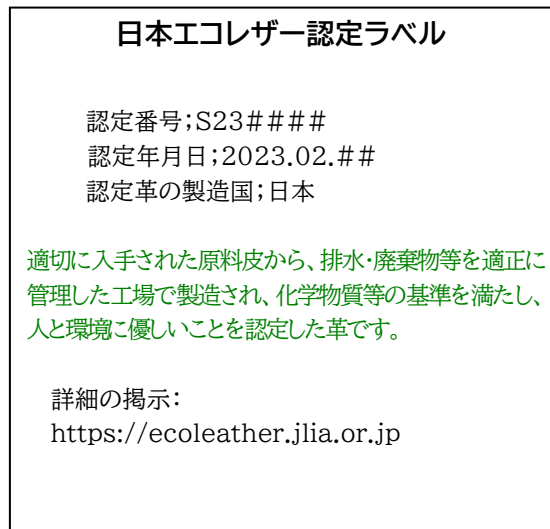 日本エコレザー認定ラベル
認定番号;S23####
認定年月日;2023.02.##
認定革の製造国;日本
適切に入手された原料皮から、排水・廃棄物等を適正に
管理した工場で製造され、化学物質等の基準を満たし、
人と環境に優しいことを認定した革です。
詳細の掲示:
https://ecoleather.jlia.or.jp